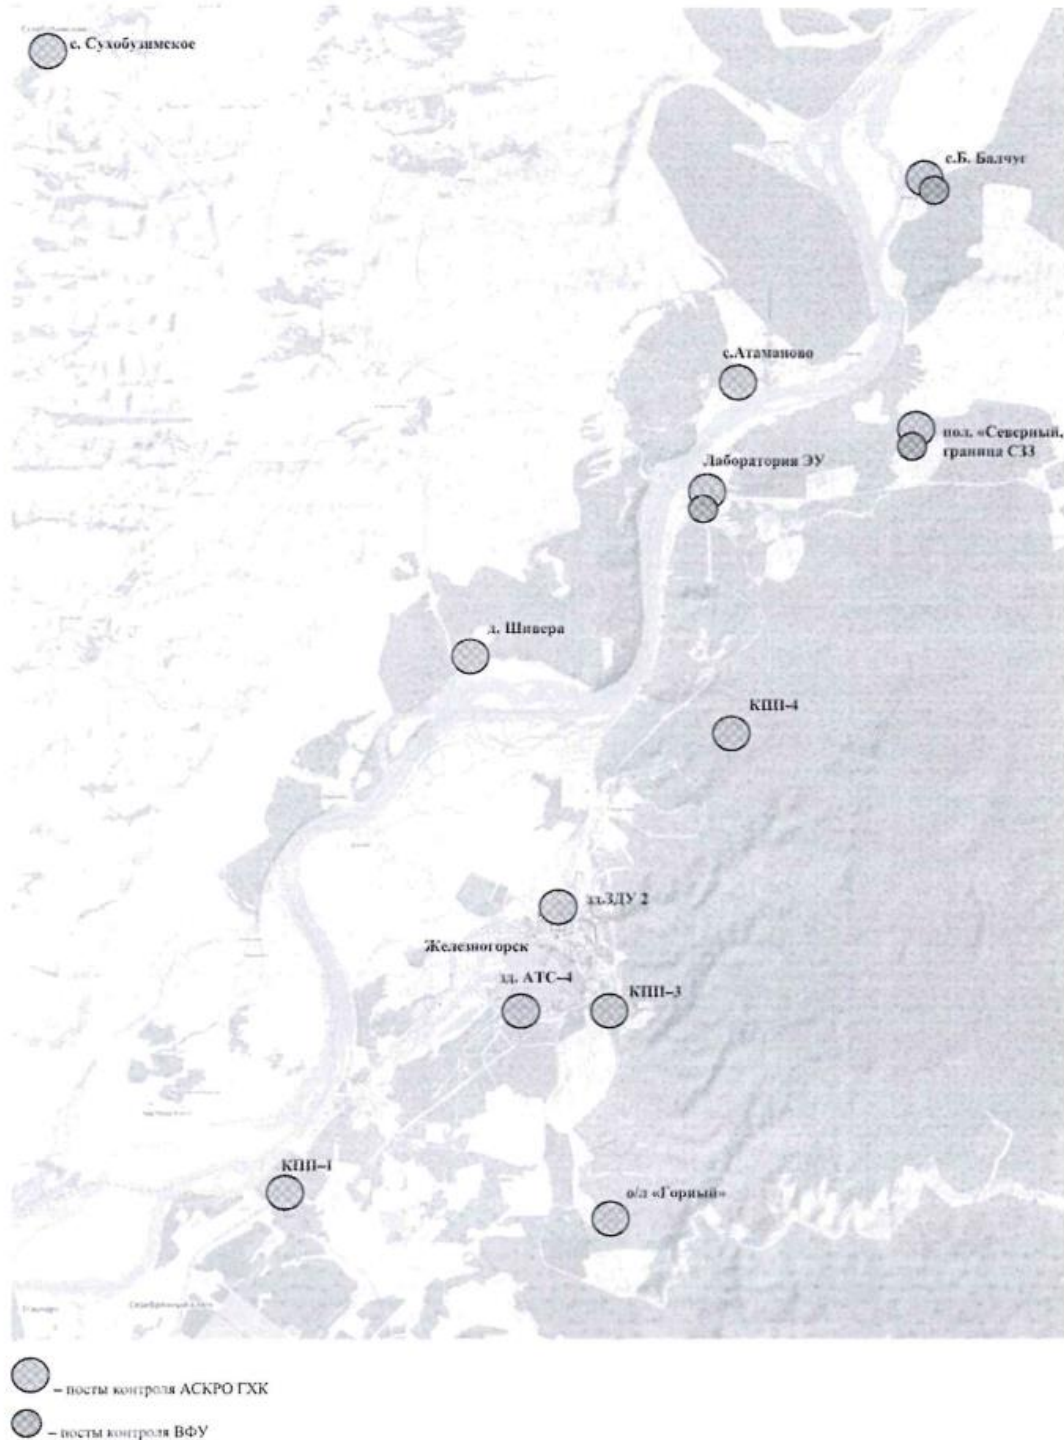 с. Сухобузимское
с.Б. Балчуг
с.Атаманово
пол. «Северный,
граница СЗЗ
Лаборатория ЭУ
д. Шивера
КПП-4
зд.ЗДУ 2
Железногорск
зд. АТС-4
КПП-3
КПП-1
о/л «Горный»
– посты контроля АСКРО ГХК
– посты контроля ВФУ